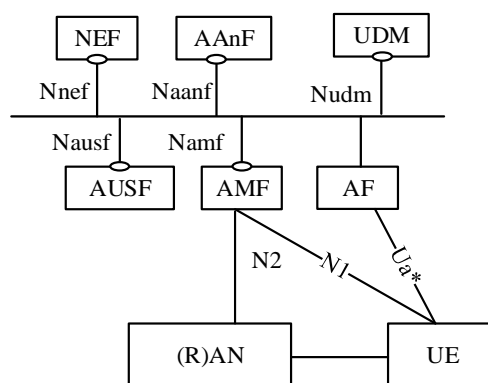 NEF
AAnF
UDM
Nnef
Naanf
Nudm
Nausf
Namf
AUSF
AMF
AF
N2
N1
Ua*
(R)AN
UE